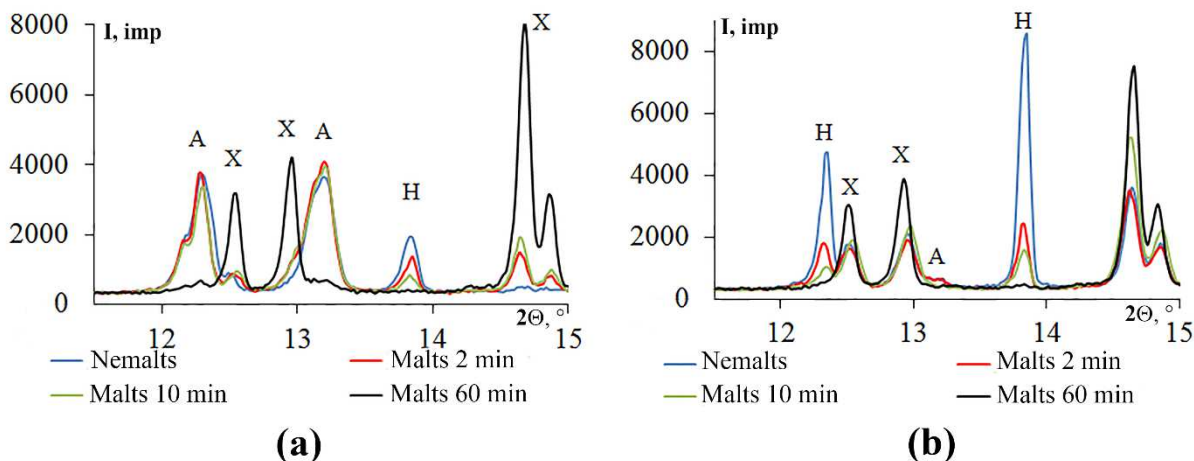 8000
6000
4000
2000
0
I, imp
A
X
X
A
H
X
12
13
14
2Θ, °
15
Nemalts
Malts 2 min
Malts 10 min
Malts 60 min
(a)
8000
6000
4000
2000
0
I, imp
H
X
X
A
H
12
13
14
2Θ, °
15
Nemalts
Malts 2 min
Malts 10 min
Malts 60 min
(b)